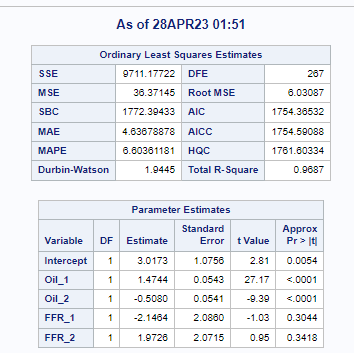 As of 28APR23 01:51
Ordinary Least Squares Estimates
SSE 9711.17722 DFE 267
MSE 36.37145 Root MSE 6.03087
SBC 1772.39433 AIC 1754.36532
MAE 4.63678878 AICC 1754.59088
MAPE 6.60361181 HQC 1761.60334
Durbin-Watson 1.9445 Total R-Square 0.9687
Parameter Estimates
Variable DF Estimate Standard Error t Value Approx Pr > |t|
Intercept 1 3.0173 1.0756 2.81 0.0054
Oil_1 1 1.4744 0.0543 27.17 <.0001
Oil_2 1 -0.5080 0.0541 -9.39 <.0001
FFR_1 1 -2.1464 2.0860 -1.03 0.3044
FFR_2 1 1.9726 2.0715 0.95 0.3418